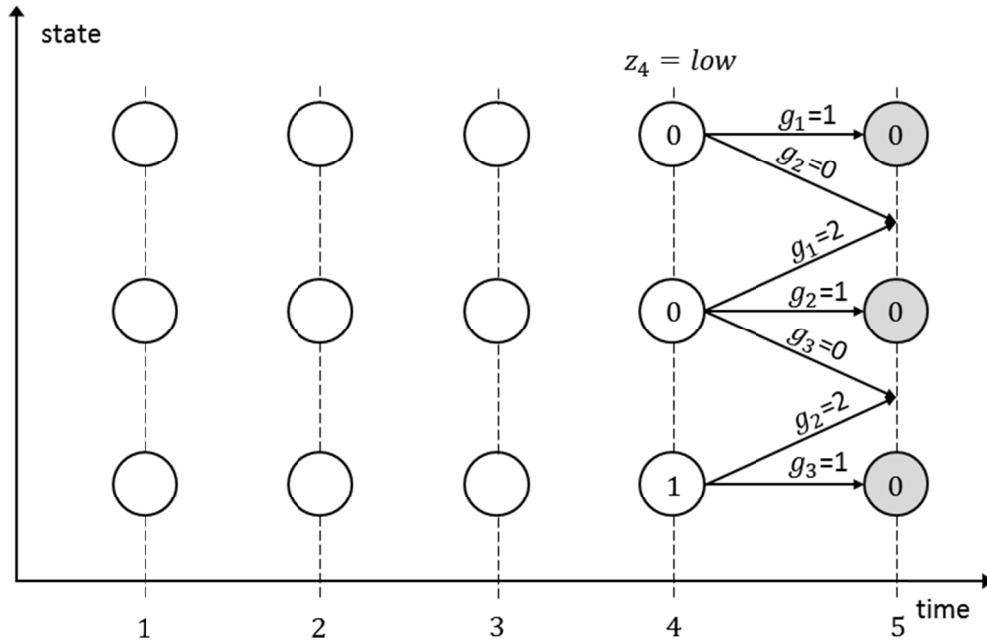 state
z₄ = low
0
g₁=1
0
g₂=0
g₁=2
0
g₂=1
0
g₃=0
g₂=2
1
g₃=1
0
time
1 2 3 4 5